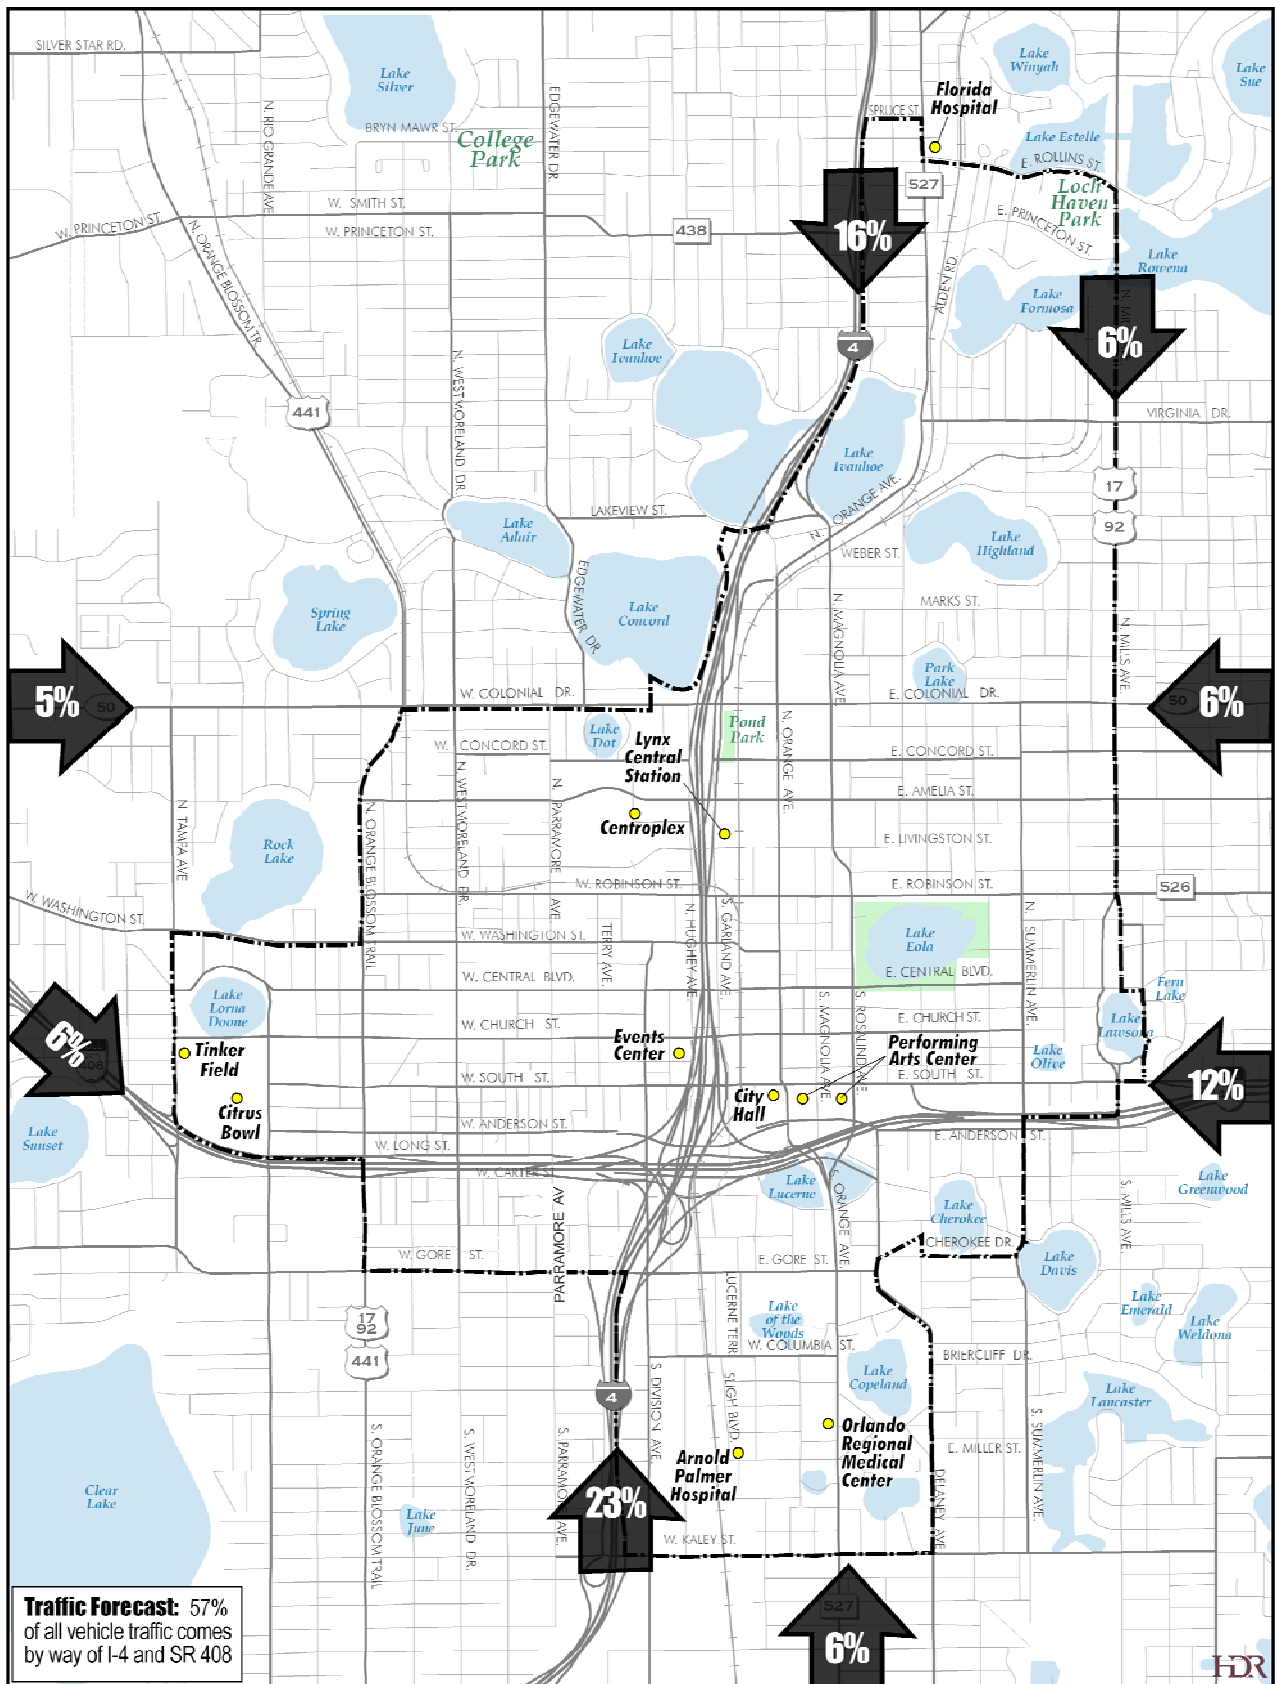 SILVER STAR RD.
Lake
Silver
Lake
Winyah
Lake
Sue
Florida
Hospital
EDGEWATER DR.
N. RIO GRANDE AVE.
SPRUCE ST.
BRYN MAWR ST.
College
Park
Lake Estelle
E. ROLLINS ST.
527
Loch
Haven
Park
W. SMITH ST.
W. PRINCETON ST.
W. PRINCETON ST.
438
16%
E. PRINCETON ST.
N. ORANGE BLOSSOM TR.
Lake
Rowena
ALDEN RD.
Lake
Formosa
6%
Lake
Ivanhoe
4
N. WESTMORELAND DR.
441
VIRGINIA DR.
Lake
Ivanhoe
17
92
N. ORANGE AVE.
LAKEVIEW ST.
Lake
Adair
Lake
Highland
WEBER ST.
EDGEWATER DR.
Spring
Lake
Lake
Concord
MARKS ST.
N. MAGNOLIA AVE.
N. MILLS AVE.
Park
Lake
5%
50
W. COLONIAL DR.
E. COLONIAL DR.
50
6%
Lake
Dot
Pond
Park
N. ORANGE AVE.
W. CONCORD ST.
Lynx
Central
Station
E. CONCORD ST.
N. TAMPA AVE.
N. ORANGE BLOSSOM TRAIL
N. WESTMORELAND DR.
N. PARRAMORE AVE.
E. AMELIA ST.
Centroplex
Rock
Lake
E. LIVINGSTON ST.
W. ROBINSON ST.
E. ROBINSON ST.
526
W. WASHINGTON ST.
W. WASHINGTON ST.
TERRY AVE.
N. HUGHEY AVE.
S. GARLAND AVE.
Lake
Eola
N. SUMMERLIN AVE.
W. CENTRAL BLVD.
E. CENTRAL BLVD.
Fern
Lake
Lake
Lorna
Doone
S. MAGNOLIA AVE.
S. ROSALIND AVE.
W. CHURCH ST.
E. CHURCH ST.
Lake
Lawsona
6%
408
Tinker
Field
Events
Center
Performing
Arts Center
Lake
Olive
W. SOUTH ST.
E. SOUTH ST.
12%
Citrus
Bowl
City
Hall
Lake
Sunset
W. ANDERSON ST.
E. ANDERSON ST.
W. LONG ST.
W. CARTER ST.
Lake
Lucerne
S. ORANGE AVE.
Lake
Greenwood
PARRAMORE AV
Lake
Cherokee
S. MILLS AVE.
CHEROKEE DR.
W. GORE ST.
E. GORE ST.
Lake
Davis
17
92
LUCERNE TERR
Lake
of the
Woods
Lake
Emerald
Lake
Weldona
W. COLUMBIA ST.
441
BRIERCLIFF DR.
Lake
Copeland
4
S. DIVISION AVE.
SLIGH BLVD.
Lake
Lancaster
S. ORANGE BLOSSOM TRAIL
S. WESTMORELAND DR.
S. PARRAMORE AVE.
Orlando
Regional
Medical
Center
E. MILLER ST.
S. SUMMERLIN AVE.
Arnold
Palmer
Hospital
Clear
Lake
23%
Lake
June
DELANEY AVE
W. KALEY ST.
Traffic Forecast: 57%
of all vehicle traffic comes
by way of I-4 and SR 408
527
6%
HDR